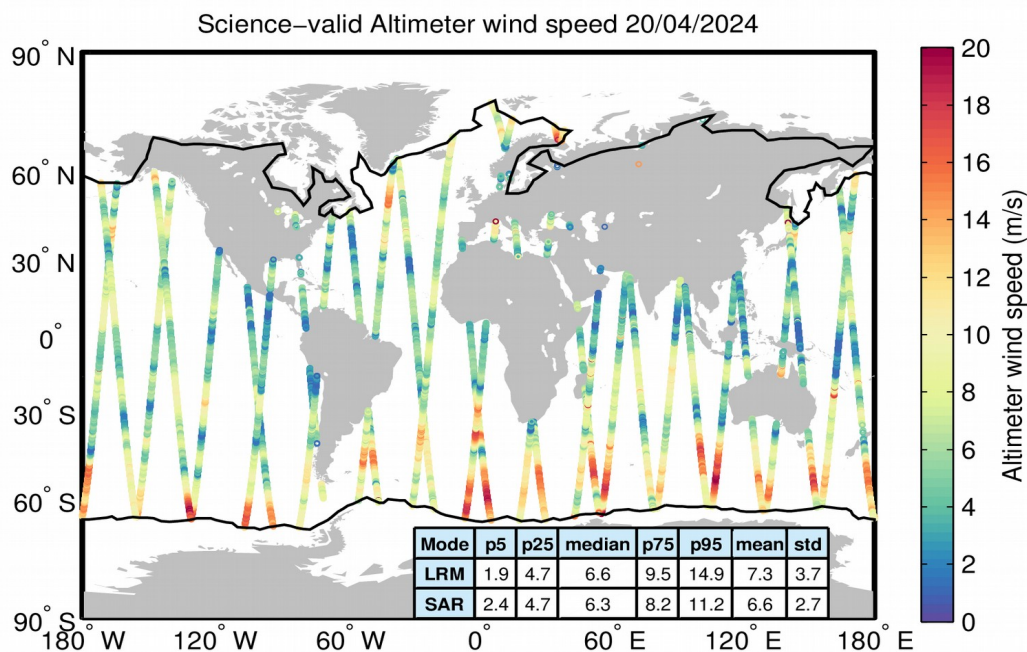 Science−valid Altimeter wind speed 20/04/2024
90° N
60° N
30° N
0°
30° S
60° S
90° S
180° W
120° W
60° W
0°
60° E
120° E
180° E
20
18
16
14
12
10
8
6
4
2
0
Altimeter wind speed (m/s)
Mode p5 p25 median p75 p95 mean std
LRM 1.9 4.7 6.6 9.5 14.9 7.3 3.7
SAR 2.4 4.7 6.3 8.2 11.2 6.6 2.7